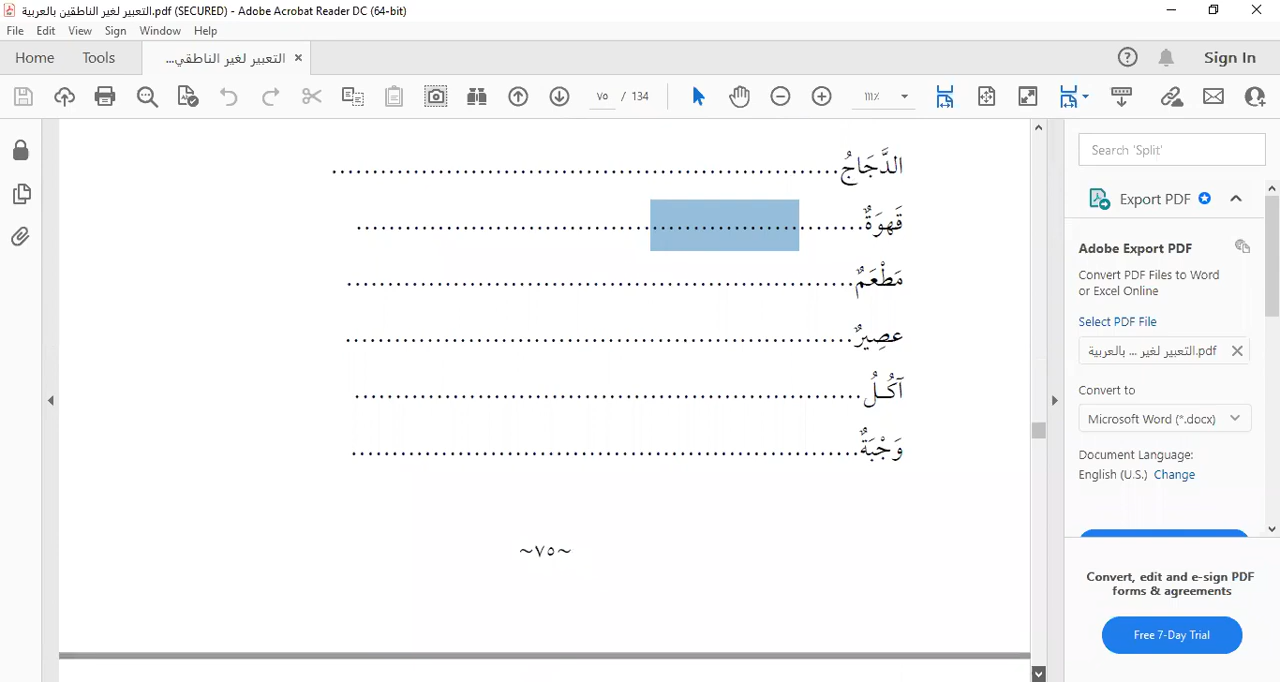 التعبير لغير الناطقين بالعربية.pdf (SECURED) - Adobe Acrobat Reader DC (64-bit)
File Edit View Sign Window Help
Home Tools التعبير لغير الناطقي... × Sign In
٧٥ / 134 ١١١٪
الدَّجَاجُ..............................................................
قَهوَةٌ..............................................................
مَطْعَمٌ..............................................................
عصِيرٌ..............................................................
آكُـلُ..............................................................
وَجْبَةٌ..............................................................
~٧٥~
Search 'Split'
Export PDF
Adobe Export PDF
Convert PDF Files to Word
or Excel Online
Select PDF File
التعبير لغير ... بالعربية.pdf
Convert to
Microsoft Word (*.docx)
Document Language:
English (U.S.) Change
Convert, edit and e-sign PDF
forms & agreements
Free 7-Day Trial